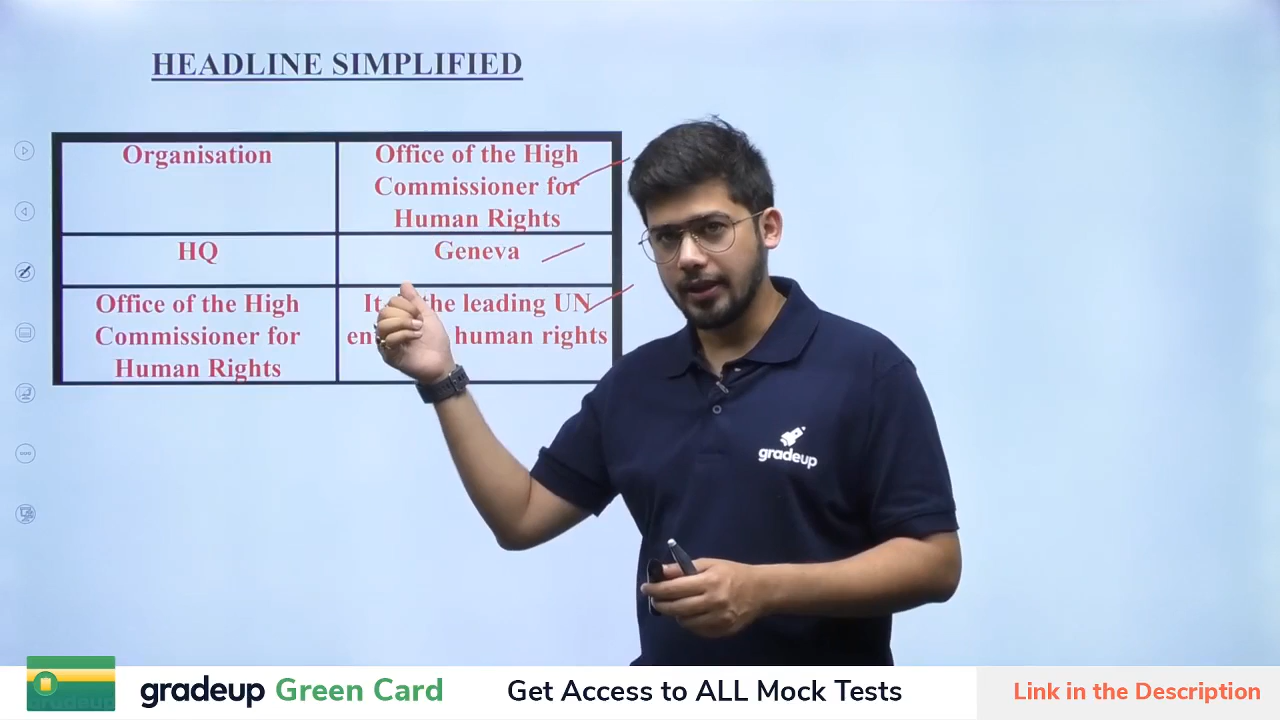 HEADLINE SIMPLIFIED
Organisation
Office of the High
Commissioner for
Human Rights
HQ
Geneva
Office of the High
Commissioner for
Human Rights
It the leading UN
human rights
gradeup
gradeup Green Card
Get Access to ALL Mock Tests
Link in the Description